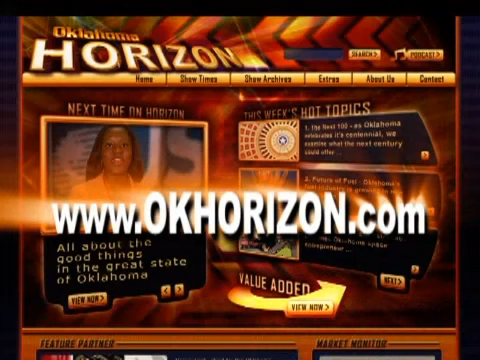 Oklahoma
HORIZON
SEARCH>
PODCAST>
Home
Show Times
Show Archives
Extras
About Us
Contact
NEXT TIME ON HORIZON
THIS WEEK'S HOT TOPICS
1. The Next 100 - as Oklahoma
celebrates it's centennial, we
examine what the next century
could offer
2. Future of Fuel - Oklahoma's
www.OKHORIZON.com
All about the
good things
in the great state
of Oklahoma
VIEW NOW>
VALUE ADDED
VIEW NOW>
NEXT>
FEATURE PARTNER
MARKET MONITOR